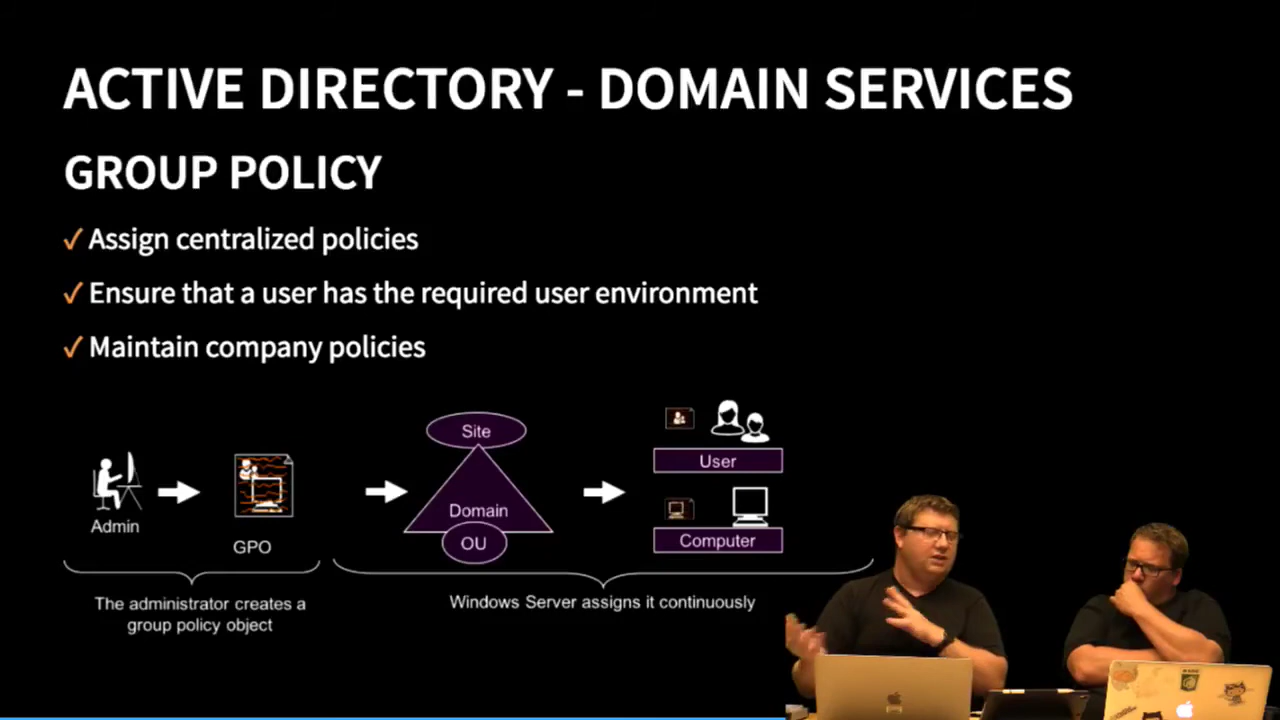 ACTIVE DIRECTORY - DOMAIN SERVICES
GROUP POLICY
✓ Assign centralized policies
✓ Ensure that a user has the required user environment
✓ Maintain company policies
Admin
GPO
Site
Domain
OU
User
Computer
The administrator creates a
group policy object
Windows Server assigns it continuously